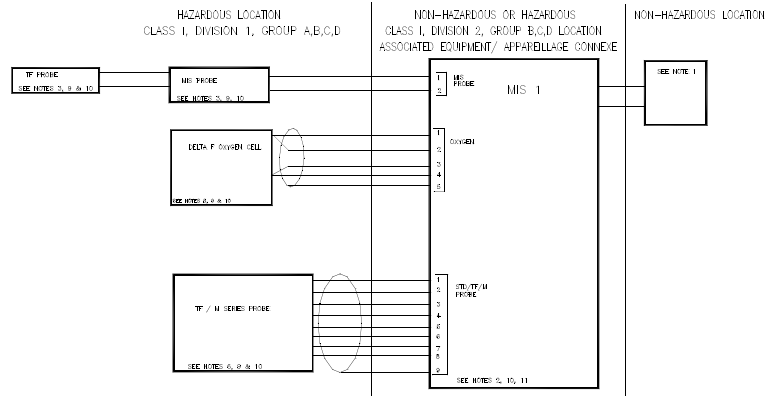 HAZARDOUS LOCATION
CLASS I, DIVISION 1, GROUP A,B,C,D
NON-HAZARDOUS OR HAZARDOUS
CLASS I, DIVISION 2, GROUP B,C,D LOCATION
ASSOCIATED EQUIPMENT/ APPAREILLAGE CONNEXE
NON-HAZARDOUS LOCATION
TF PROBE
SEE NOTES 3, 9 & 10
MIS PROBE
SEE NOTES 3, 9, 10
1
2
MIS
PROBE
MIS 1
SEE NOTE 1
DELTA F OXYGEN CELL
SEE NOTES 8, 9 & 10
1
2
3
4
5
OXYGEN
TF / M SERIES PROBE
SEE NOTES 6, 9 & 10
1
2
3
4
5
6
7
8
9
STD/TF/M
PROBE
SEE NOTES 2, 10, 11